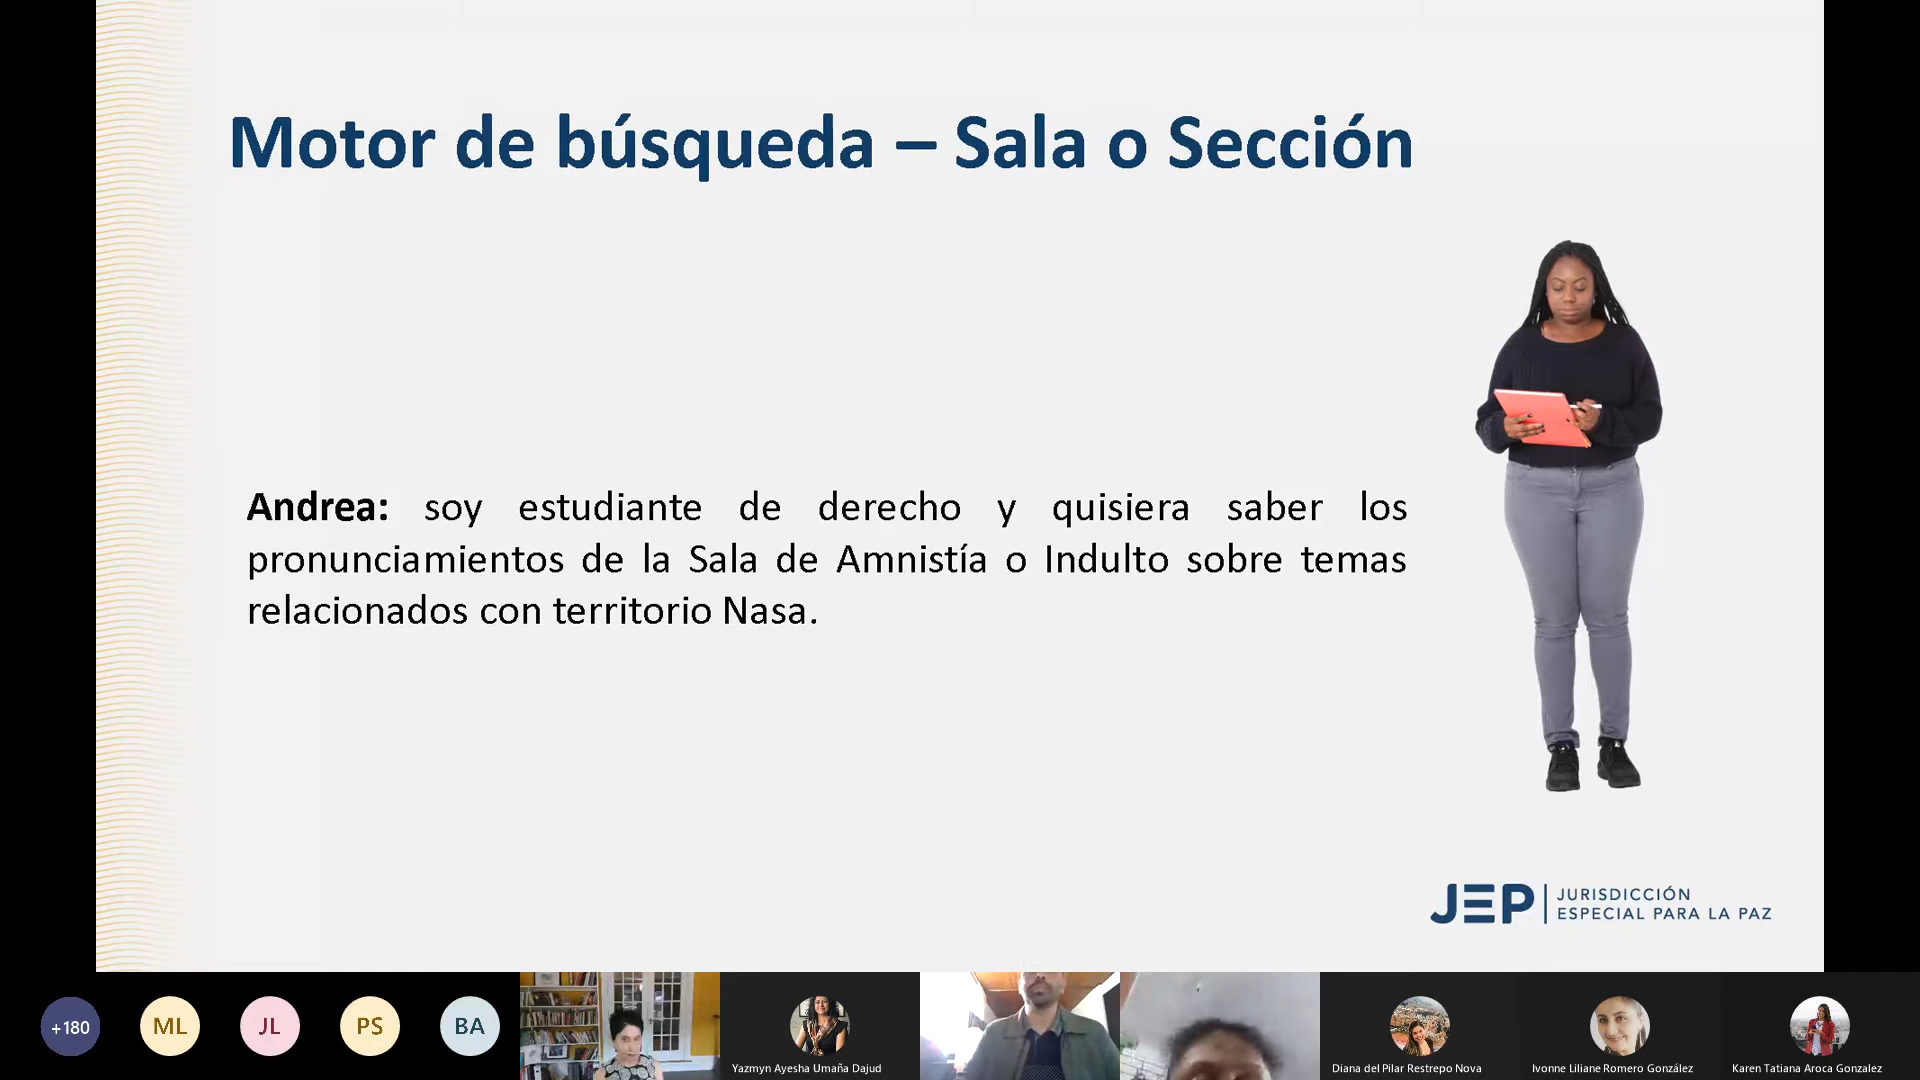 Motor de búsqueda – Sala o Sección
Andrea: soy estudiante de derecho y quisiera saber los
pronunciamientos de la Sala de Amnistía o Indulto sobre temas
relacionados con territorio Nasa.
JEP JURISDICCIÓN
ESPECIAL PARA LA PAZ
+180
ML
JL
PS
BA
Yazmyn Ayesha Umaña Dajud
Diana del Pilar Restrepo Nova
Ivonne Liliane Romero González
Karen Tatiana Aroca Gonzalez